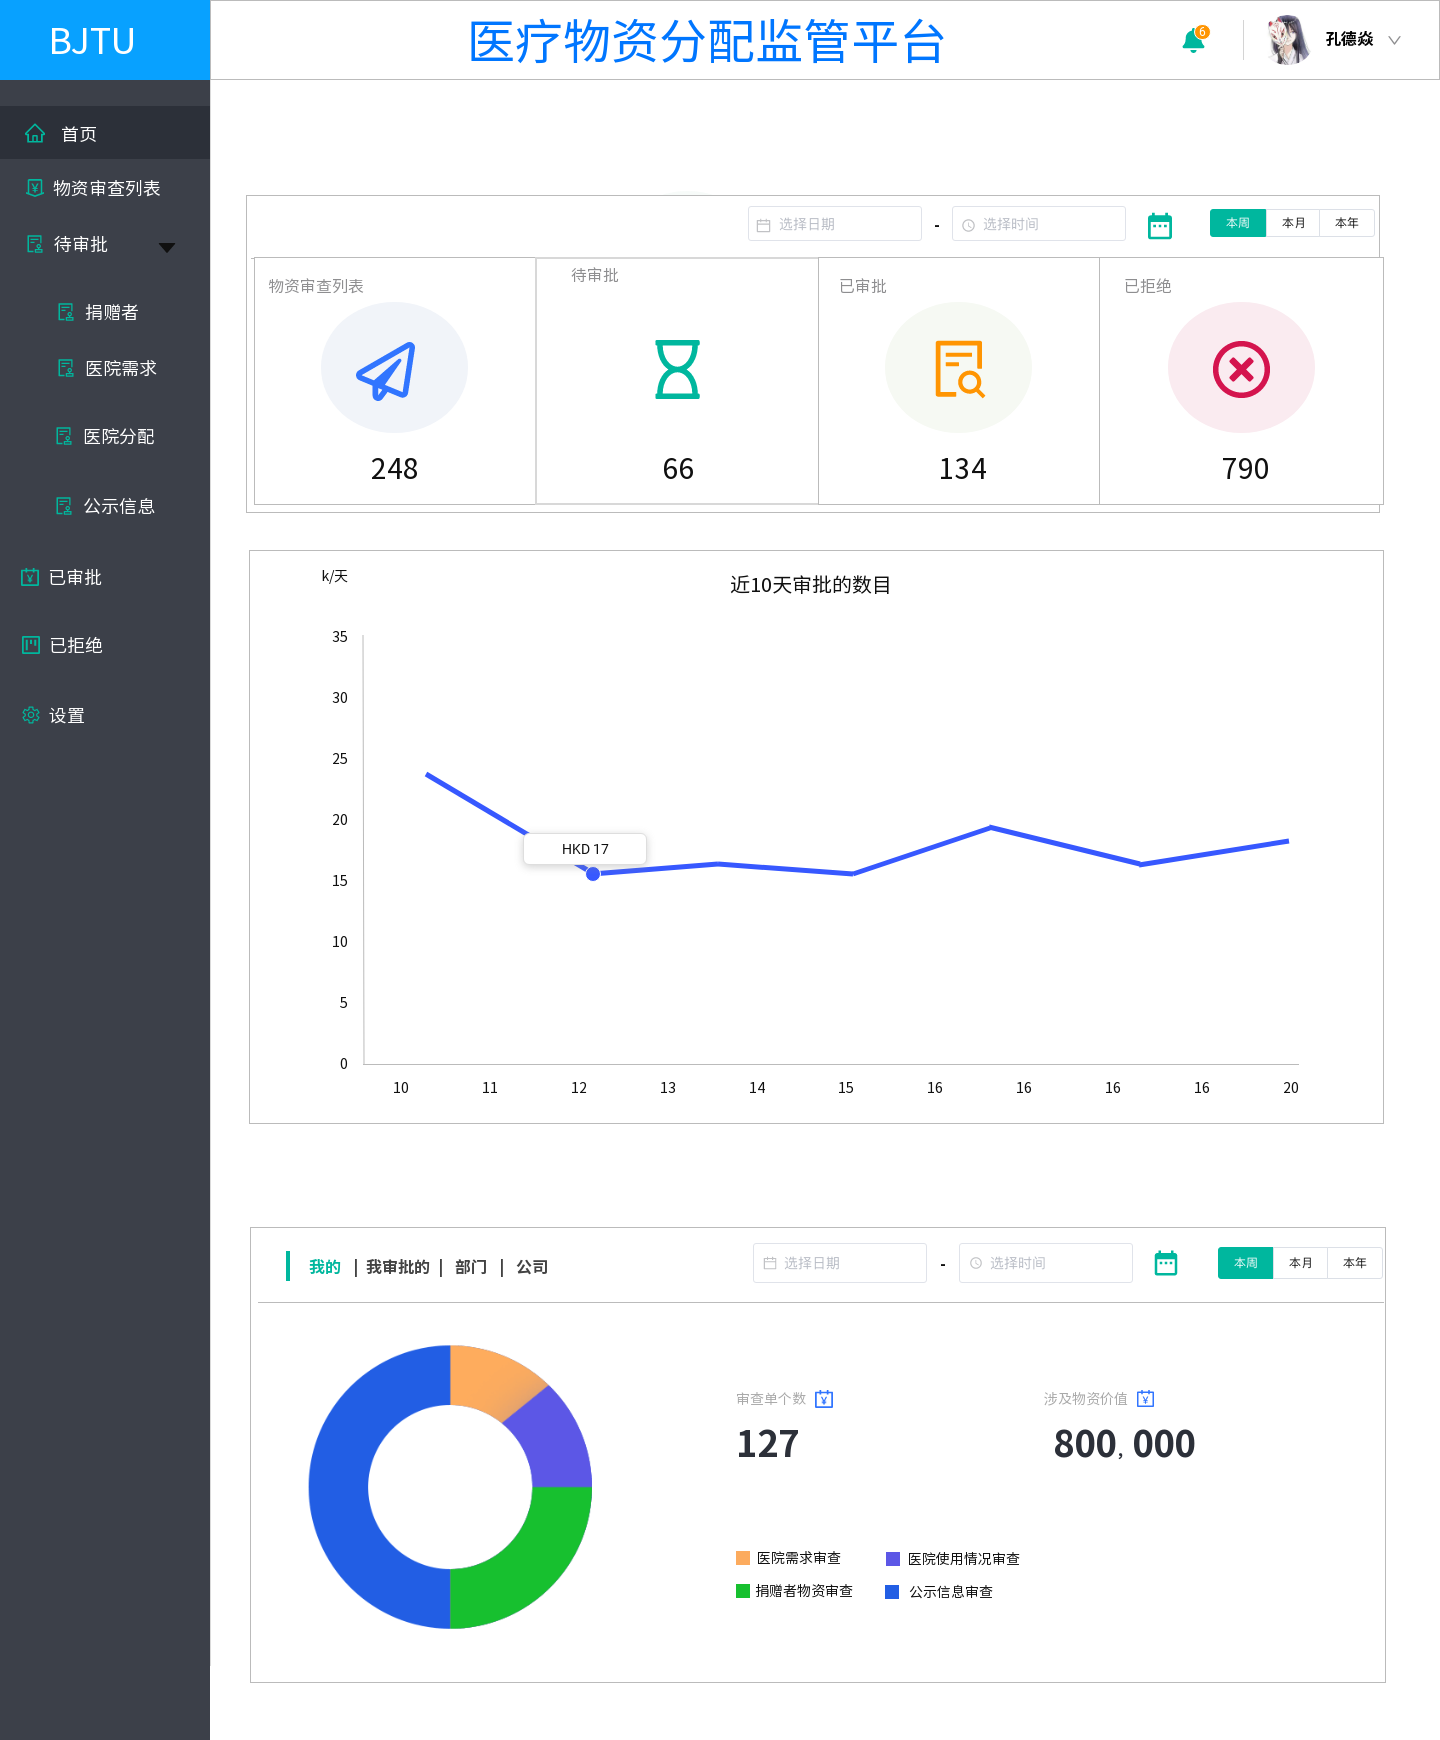 BJTU
医疗物资分配监管平台
6
孔德焱
首页
物资审查列表
待审批
捐赠者
医院需求
医院分配
公示信息
已审批
已拒绝
设置
选择日期 - 选择时间 本周 本月 本年
物资审查列表
248
待审批
66
已审批
134
已拒绝
790
k/天
近10天审批的数目
35
30
25
20
15
10
5
0
HKD 17
10 11 12 13 14 15 16 16 16 16 20
我的 | 我审批的 | 部门 | 公司
选择日期 - 选择时间 本周 本月 本年
审查单个数 ¥
127
涉及物资价值 ¥
800, 000
医院需求审查 医院使用情况审查
捐赠者物资审查 公示信息审查